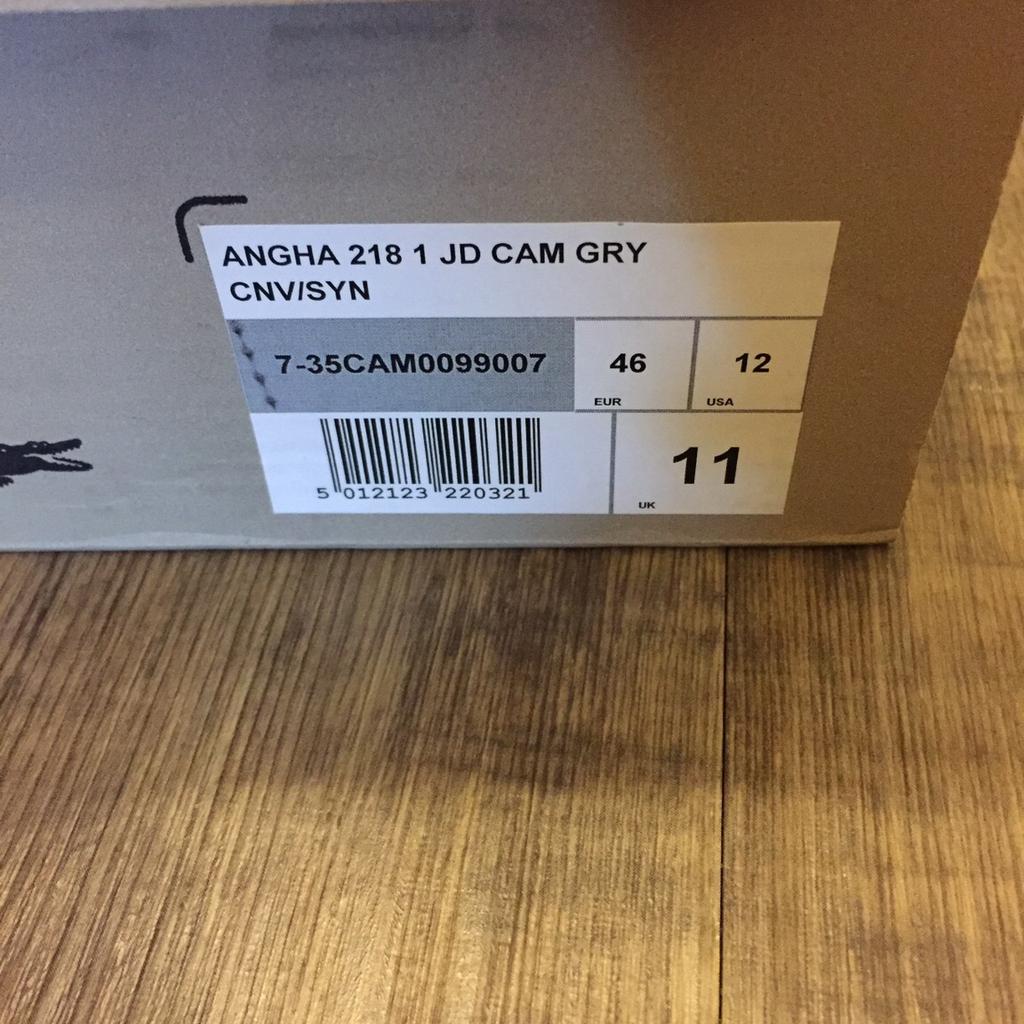 ANGHA 218 1 JD CAM GRY
CNV/SYN
7-35CAM0099007
46
EUR
12
USA
5 012123 220321
11
UK